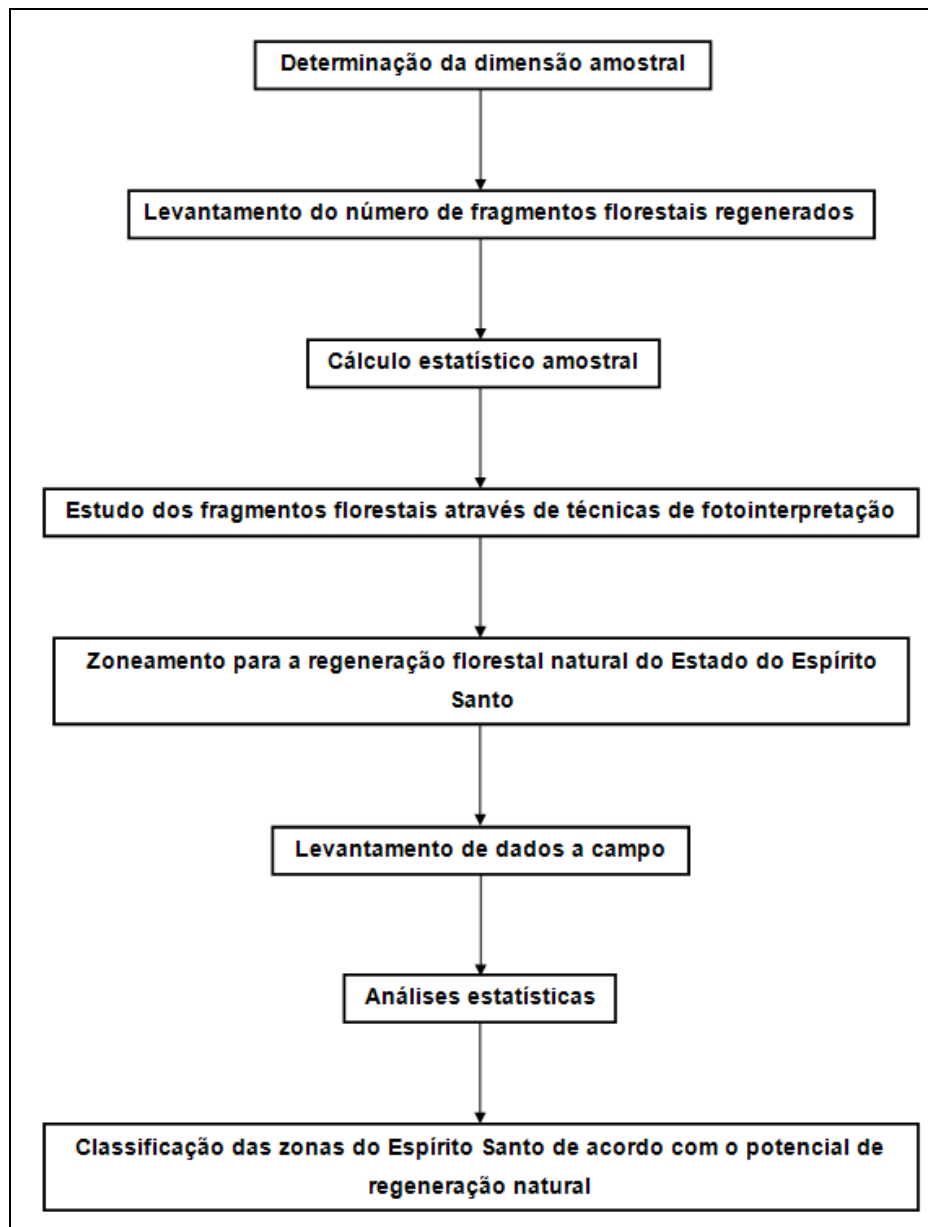 Determinação da dimensão amostral
Levantamento do número de fragmentos florestais regenerados
Cálculo estatístico amostral
Estudo dos fragmentos florestais através de técnicas de fotointerpretação
Zoneamento para a regeneração florestal natural do Estado do Espírito
Santo
Levantamento de dados a campo
Análises estatísticas
Classificação das zonas do Espírito Santo de acordo com o potencial de
regeneração natural